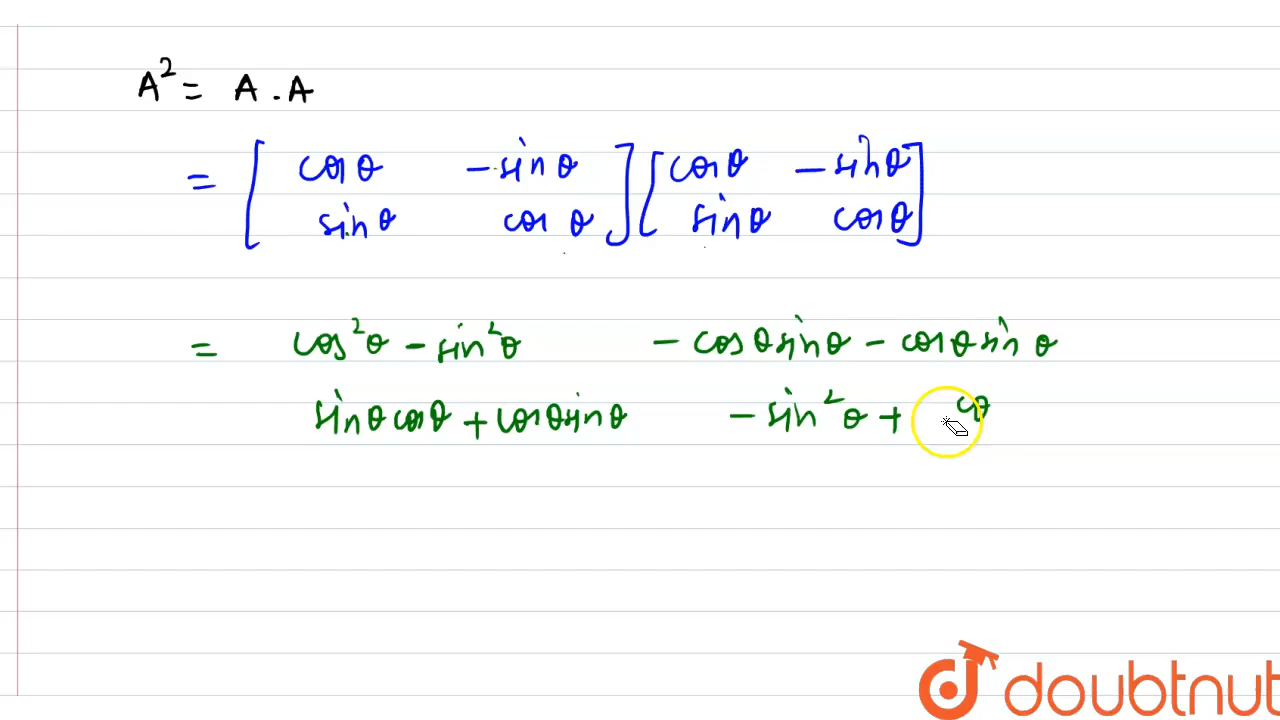 A² = A . A
= [ cosθ -sinθ ] [ cosθ -sinθ ]
sinθ cosθ sinθ cosθ
= cos²θ - sin²θ - cosθsinθ - cosθsinθ
sinθcosθ + cosθsinθ - sin²θ +
doubtnut